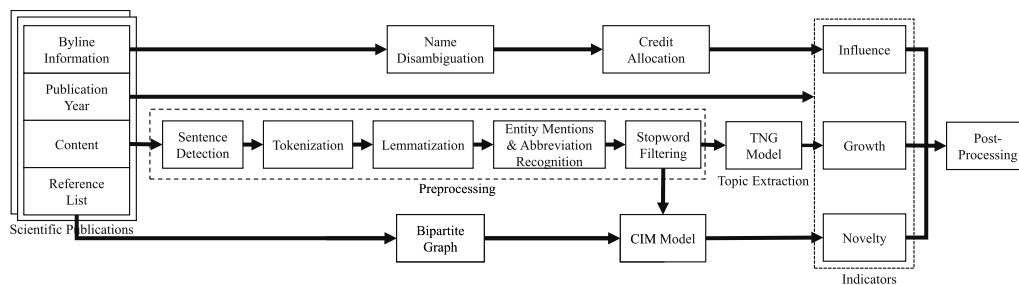 Byline
Information
Name
Disambiguation
Credit
Allocation
Influence
Publication
Year
Content
Sentence
Detection
Tokenization
Lemmatization
Entity Mentions
& Abbreviation
Recognition
Stopword
Filtering
TNG
Model
Growth
Post-
Processing
Preprocessing
Topic Extraction
Reference
List
Scientific Publications
Bipartite
Graph
CIM Model
Novelty
Indicators